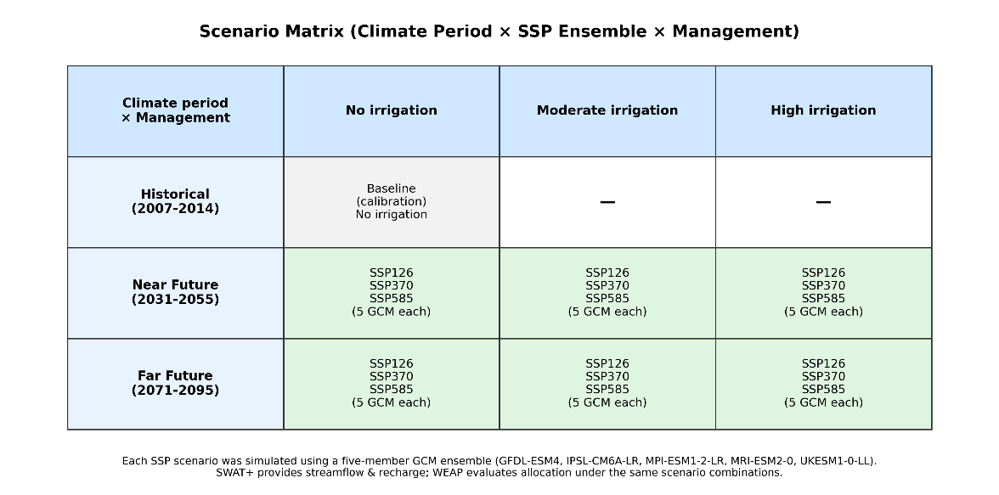 Scenario Matrix (Climate Period × SSP Ensemble × Management)
Climate period
× Management
No irrigation
Moderate irrigation
High irrigation
Historical
(2007-2014)
Baseline
(calibration)
No irrigation
—
—
Near Future
(2031-2055)
SSP126
SSP370
SSP585
(5 GCM each)
SSP126
SSP370
SSP585
(5 GCM each)
SSP126
SSP370
SSP585
(5 GCM each)
Far Future
(2071-2095)
SSP126
SSP370
SSP585
(5 GCM each)
SSP126
SSP370
SSP585
(5 GCM each)
SSP126
SSP370
SSP585
(5 GCM each)
Each SSP scenario was simulated using a five-member GCM ensemble (GFDL-ESM4, IPSL-CM6A-LR, MPI-ESM1-2-LR, MRI-ESM2-0, UKESM1-0-LL).
SWAT+ provides streamflow & recharge; WEAP evaluates allocation under the same scenario combinations.